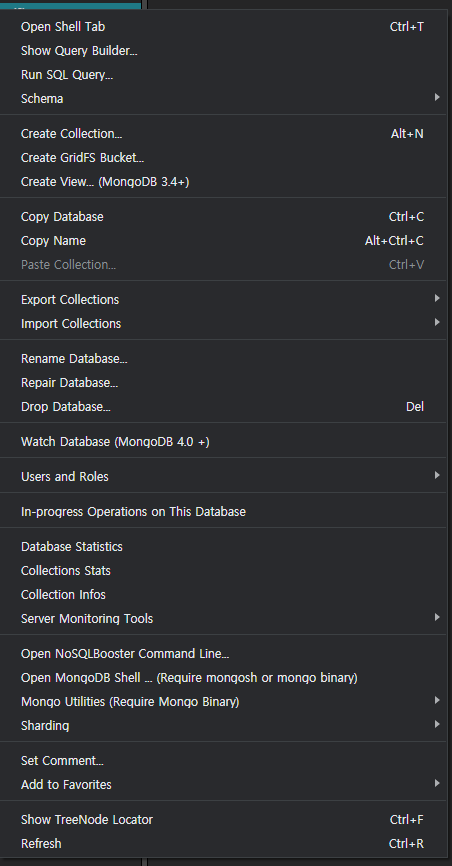 Open Shell Tab Ctrl+T
Show Query Builder...
Run SQL Query...
Schema
Create Collection... Alt+N
Create GridFS Bucket...
Create View... (MongoDB 3.4+)
Copy Database Ctrl+C
Copy Name Alt+Ctrl+C
Paste Collection... Ctrl+V
Export Collections
Import Collections
Rename Database...
Repair Database...
Drop Database... Del
Watch Database (MongoDB 4.0 +)
Users and Roles
In-progress Operations on This Database
Database Statistics
Collections Stats
Collection Infos
Server Monitoring Tools
Open NoSQLBooster Command Line...
Open MongoDB Shell ... (Require mongosh or mongo binary)
Mongo Utilities (Require Mongo Binary)
Sharding
Set Comment...
Add to Favorites
Show TreeNode Locator Ctrl+F
Refresh Ctrl+R